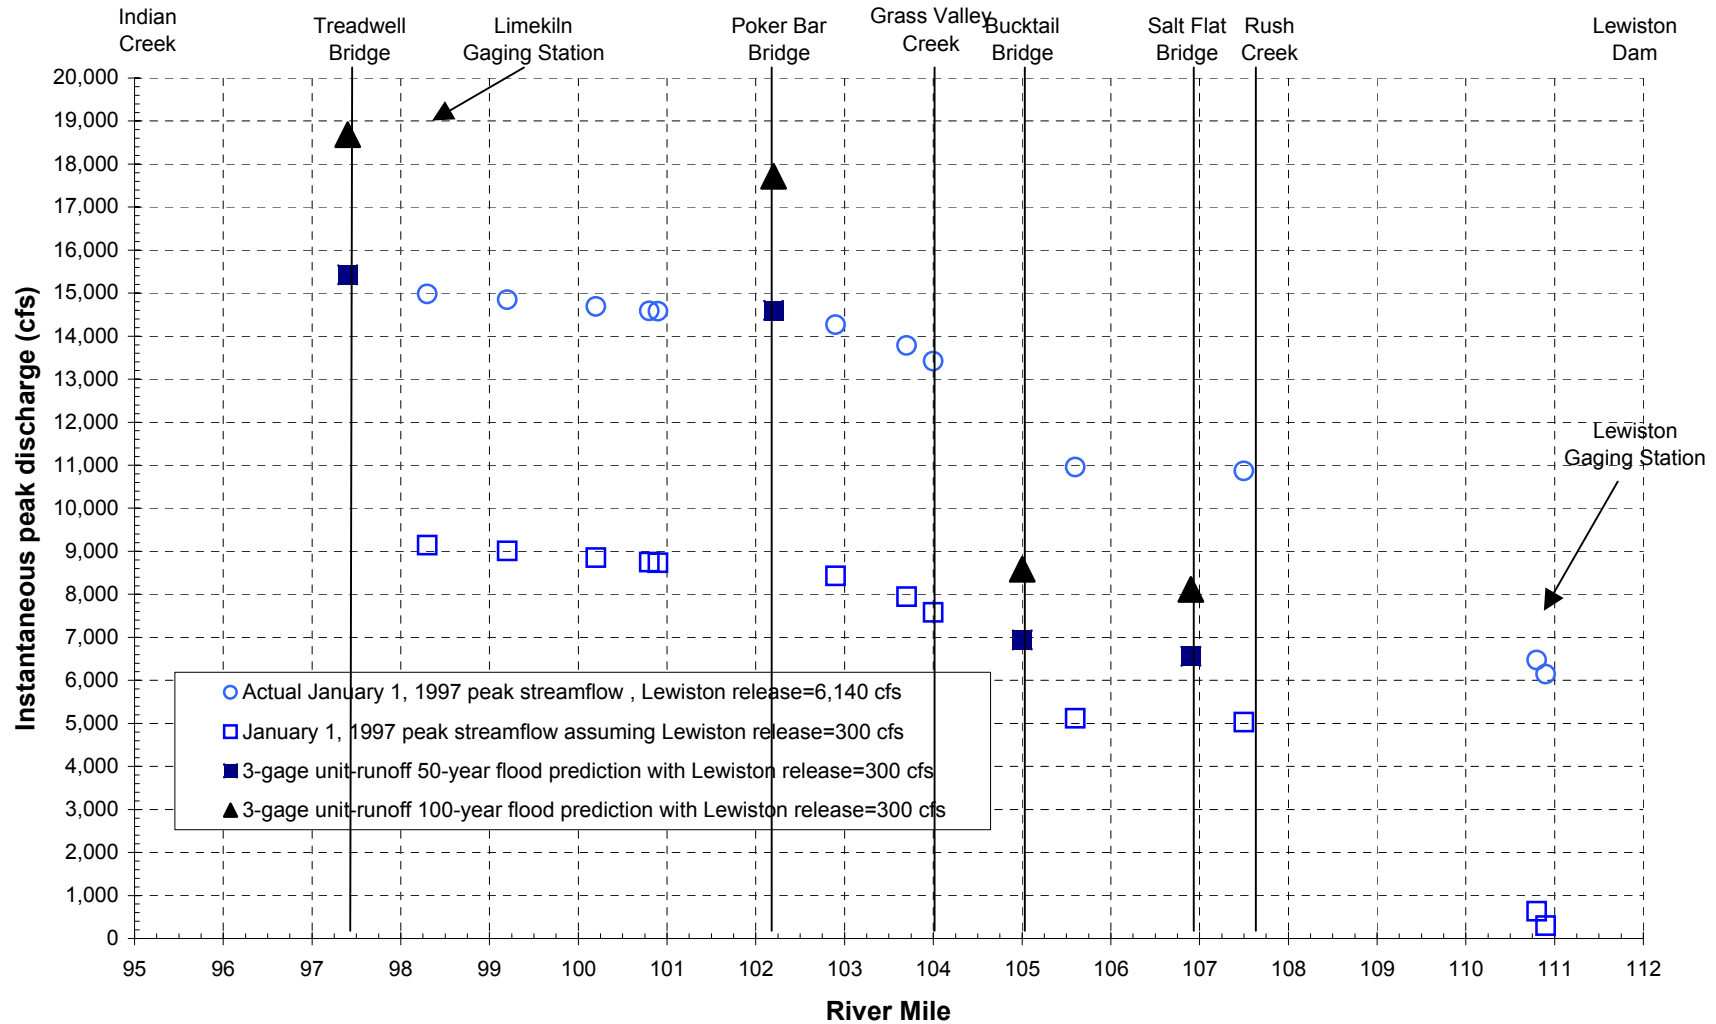 Indian
Creek
Treadwell
Bridge
Limekiln
Gaging Station
Poker Bar
Bridge
Grass Valley
Creek
Bucktail
Bridge
Salt Flat
Bridge
Rush
Creek
Lewiston
Dam
20,000
19,000
18,000
17,000
16,000
15,000
14,000
13,000
12,000
11,000
10,000
9,000
8,000
7,000
6,000
5,000
4,000
3,000
2,000
1,000
0
Instantaneous peak discharge (cfs)
Lewiston
Gaging Station
Actual January 1, 1997 peak streamflow , Lewiston release=6,140 cfs
January 1, 1997 peak streamflow assuming Lewiston release=300 cfs
3-gage unit-runoff 50-year flood prediction with Lewiston release=300 cfs
3-gage unit-runoff 100-year flood prediction with Lewiston release=300 cfs
95 96 97 98 99 100 101 102 103 104 105 106 107 108 109 110 111 112
River Mile